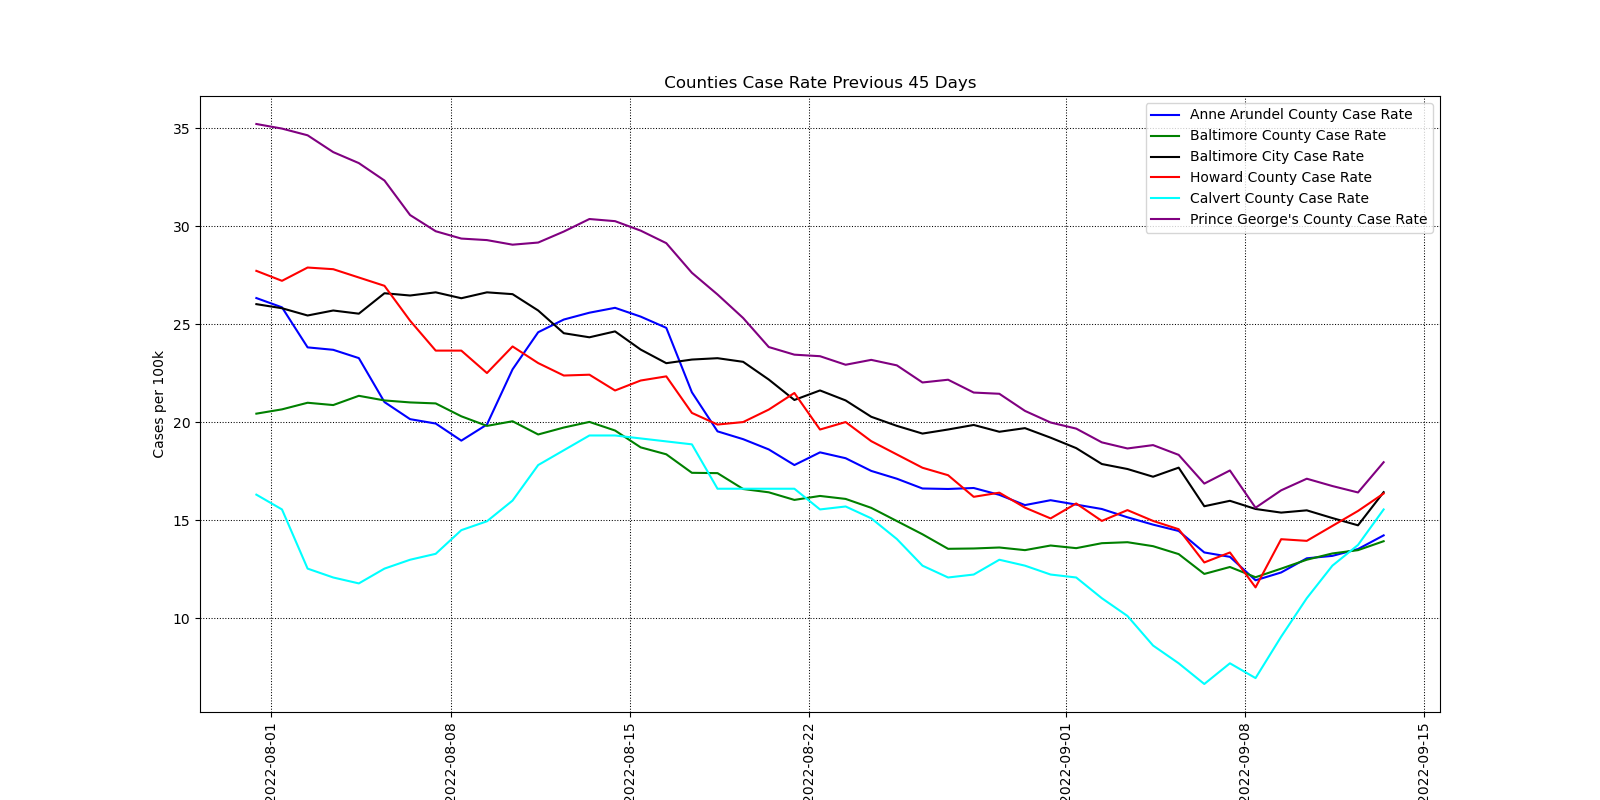 Counties Case Rate Previous 45 Days
Anne Arundel County Case Rate
Baltimore County Case Rate
Baltimore City Case Rate
Howard County Case Rate
Calvert County Case Rate
Prince George's County Case Rate
Cases per 100k
35
30
25
20
15
10
2022-08-01
2022-08-08
2022-08-15
2022-08-22
2022-09-01
2022-09-08
2022-09-15